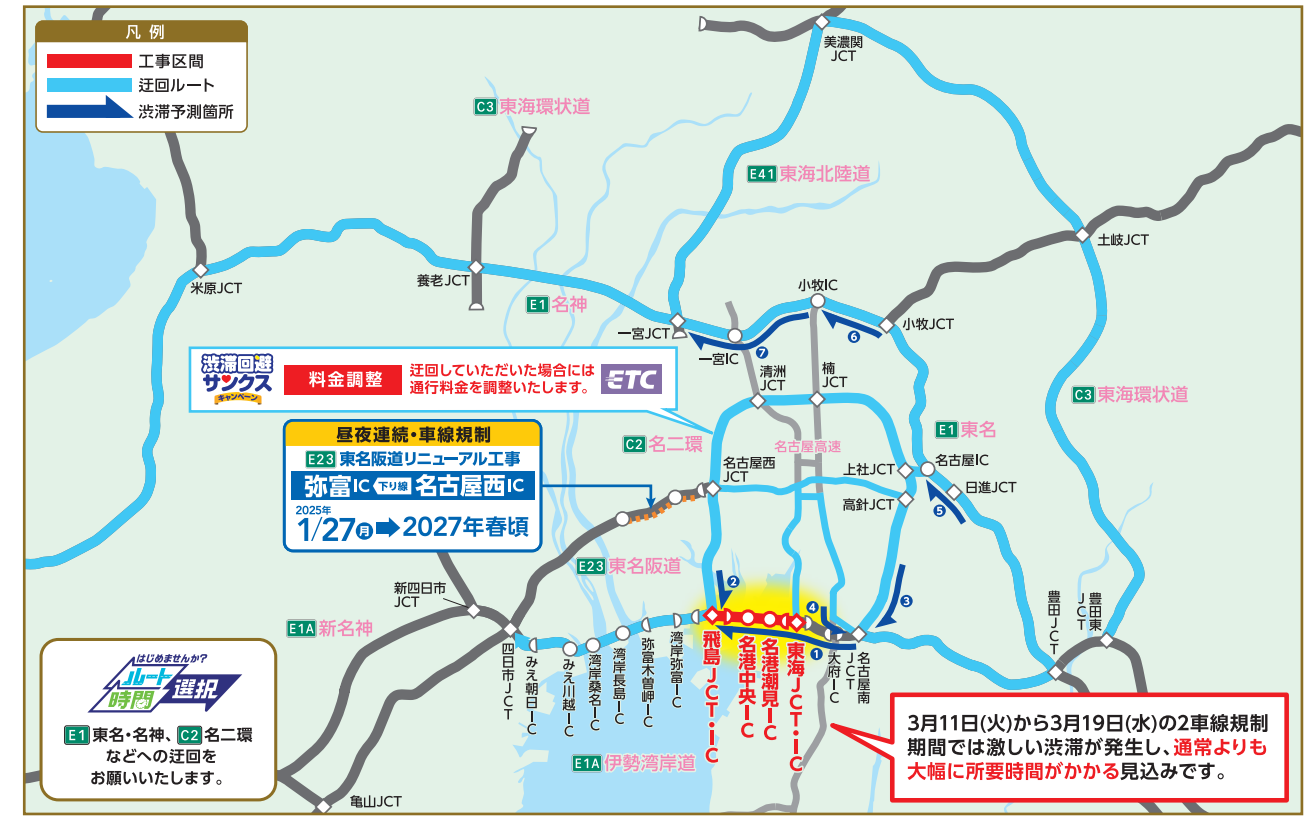 凡例
工事区間
迂回ルート
渋滞予測箇所
美濃関
JCT
C3 東海環状道
E41 東海北陸道
土岐JCT
米原JCT
養老JCT
E1 名神
小牧IC
小牧JCT
一宮JCT
一宮IC
6
7
清洲
JCT
楠
JCT
渋滞回避
サンクス
キャンペーン
料金調整
迂回していただいた場合には
通行料金を調整いたします。
ETC
C3 東海環状道
E1 東名
C2 名二環
名古屋高速
昼夜連続・車線規制
E23 東名阪道リニューアル工事
弥富IC 下り線 名古屋西IC
2025年
1/27月 2027年春頃
名古屋西
JCT
上社JCT
名古屋IC
日進JCT
高針JCT
5
E23 東名阪道
新四日市
JCT
E1A 新名神
2
3
4
1
豊田JCT
豊田東
JCT
四日市JCT
みえ朝日IC
みえ川越IC
湾岸桑名IC
湾岸長島IC
弥富木曽岬IC
湾岸弥富IC
飛島JCT・IC
名港中央IC
名港潮見IC
東海JCT・IC
大府IC
名古屋南
JCT
はじめませんか?
ルート
時間
選択
E1 東名・名神、C2 名二環
などへの迂回を
お願いいたします。
E1A 伊勢湾岸道
亀山JCT
3月11日(火)から3月19日(水)の2車線規制
期間では激しい渋滞が発生し、通常よりも
大幅に所要時間がかかる見込みです。